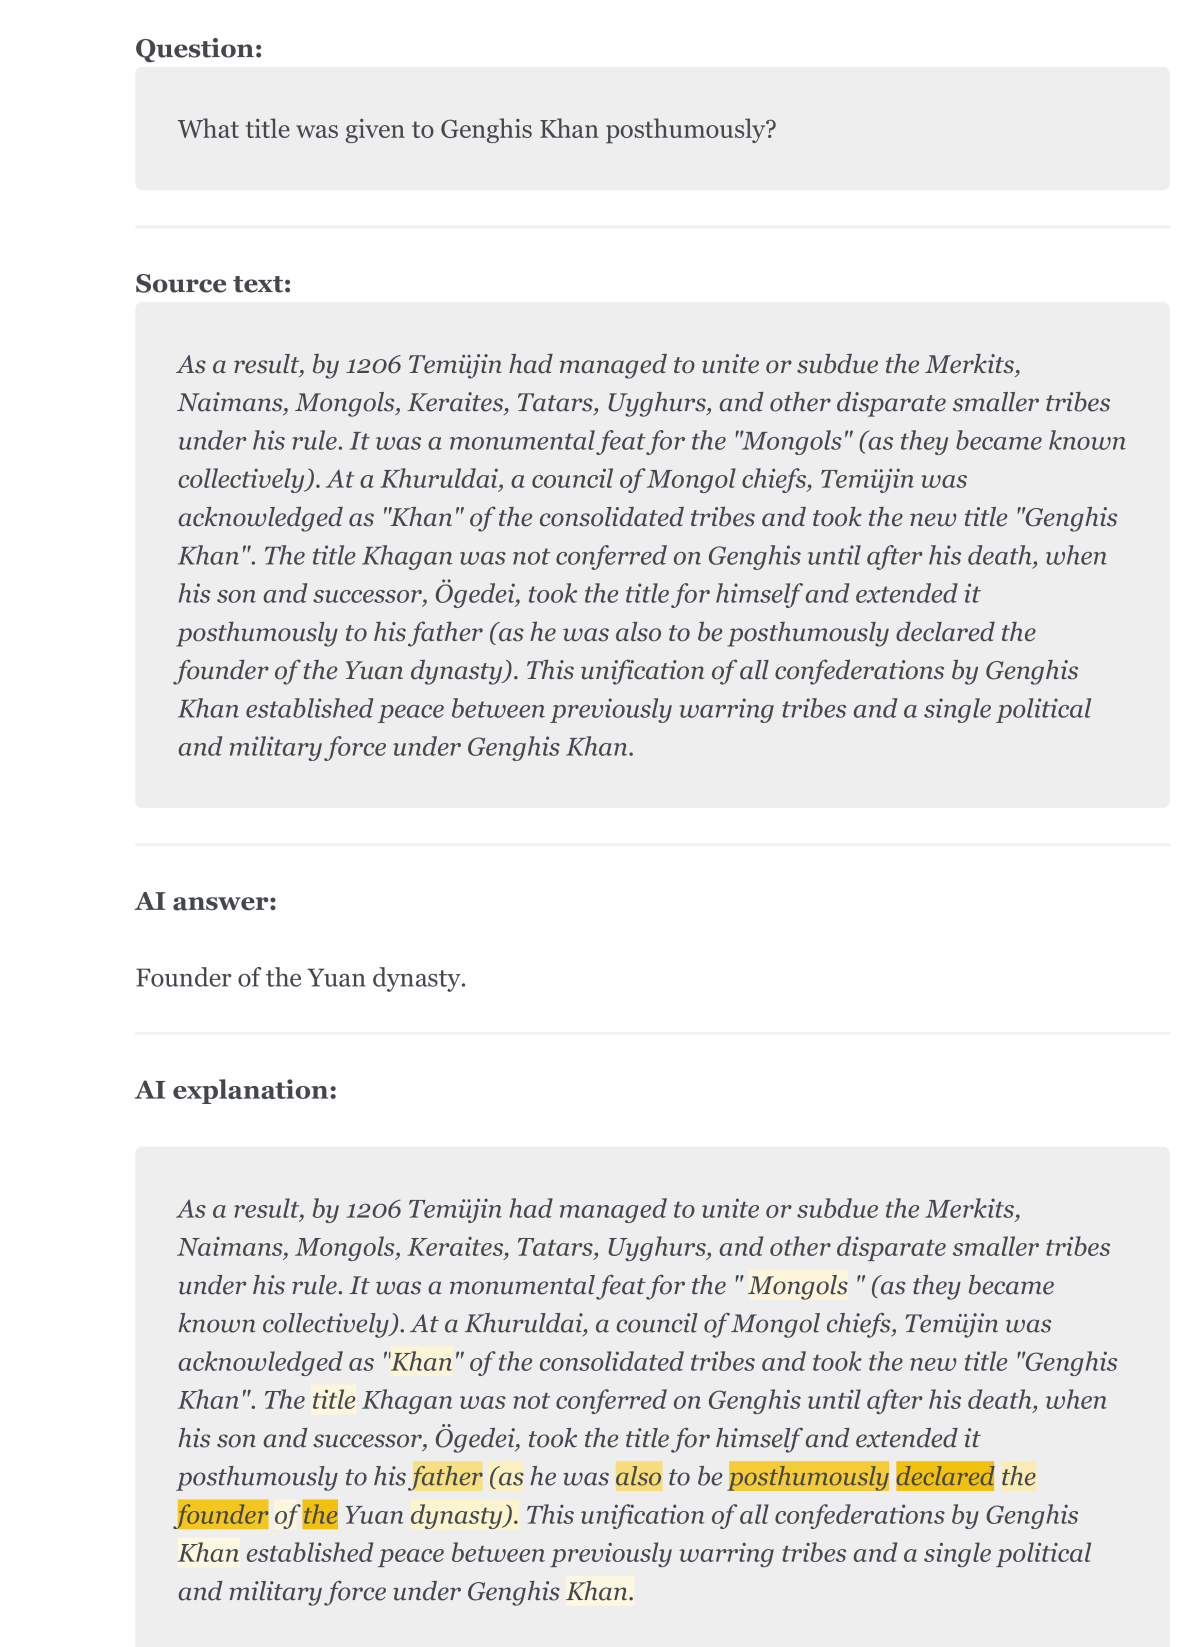 Question:
What title was given to Genghis Khan posthumously?
Source text:
As a result, by 1206 Temüjin had managed to unite or subdue the Merkits,
Naimans, Mongols, Keraites, Tatars, Uyghurs, and other disparate smaller tribes
under his rule. It was a monumental feat for the "Mongols" (as they became known
collectively). At a Khuruldai, a council of Mongol chiefs, Temüjin was
acknowledged as "Khan" of the consolidated tribes and took the new title "Genghis
Khan". The title Khagan was not conferred on Genghis until after his death, when
his son and successor, Ögedei, took the title for himself and extended it
posthumously to his father (as he was also to be posthumously declared the
founder of the Yuan dynasty). This unification of all confederations by Genghis
Khan established peace between previously warring tribes and a single political
and military force under Genghis Khan.
AI answer:
Founder of the Yuan dynasty.
AI explanation:
As a result, by 1206 Temüjin had managed to unite or subdue the Merkits,
Naimans, Mongols, Keraites, Tatars, Uyghurs, and other disparate smaller tribes
under his rule. It was a monumental feat for the " Mongols " (as they became
known collectively). At a Khuruldai, a council of Mongol chiefs, Temüjin was
acknowledged as "Khan" of the consolidated tribes and took the new title "Genghis
Khan". The title Khagan was not conferred on Genghis until after his death, when
his son and successor, Ögedei, took the title for himself and extended it
posthumously to his father (as he was also to be posthumously declared the
founder of the Yuan dynasty). This unification of all confederations by Genghis
Khan established peace between previously warring tribes and a single political
and military force under Genghis Khan.